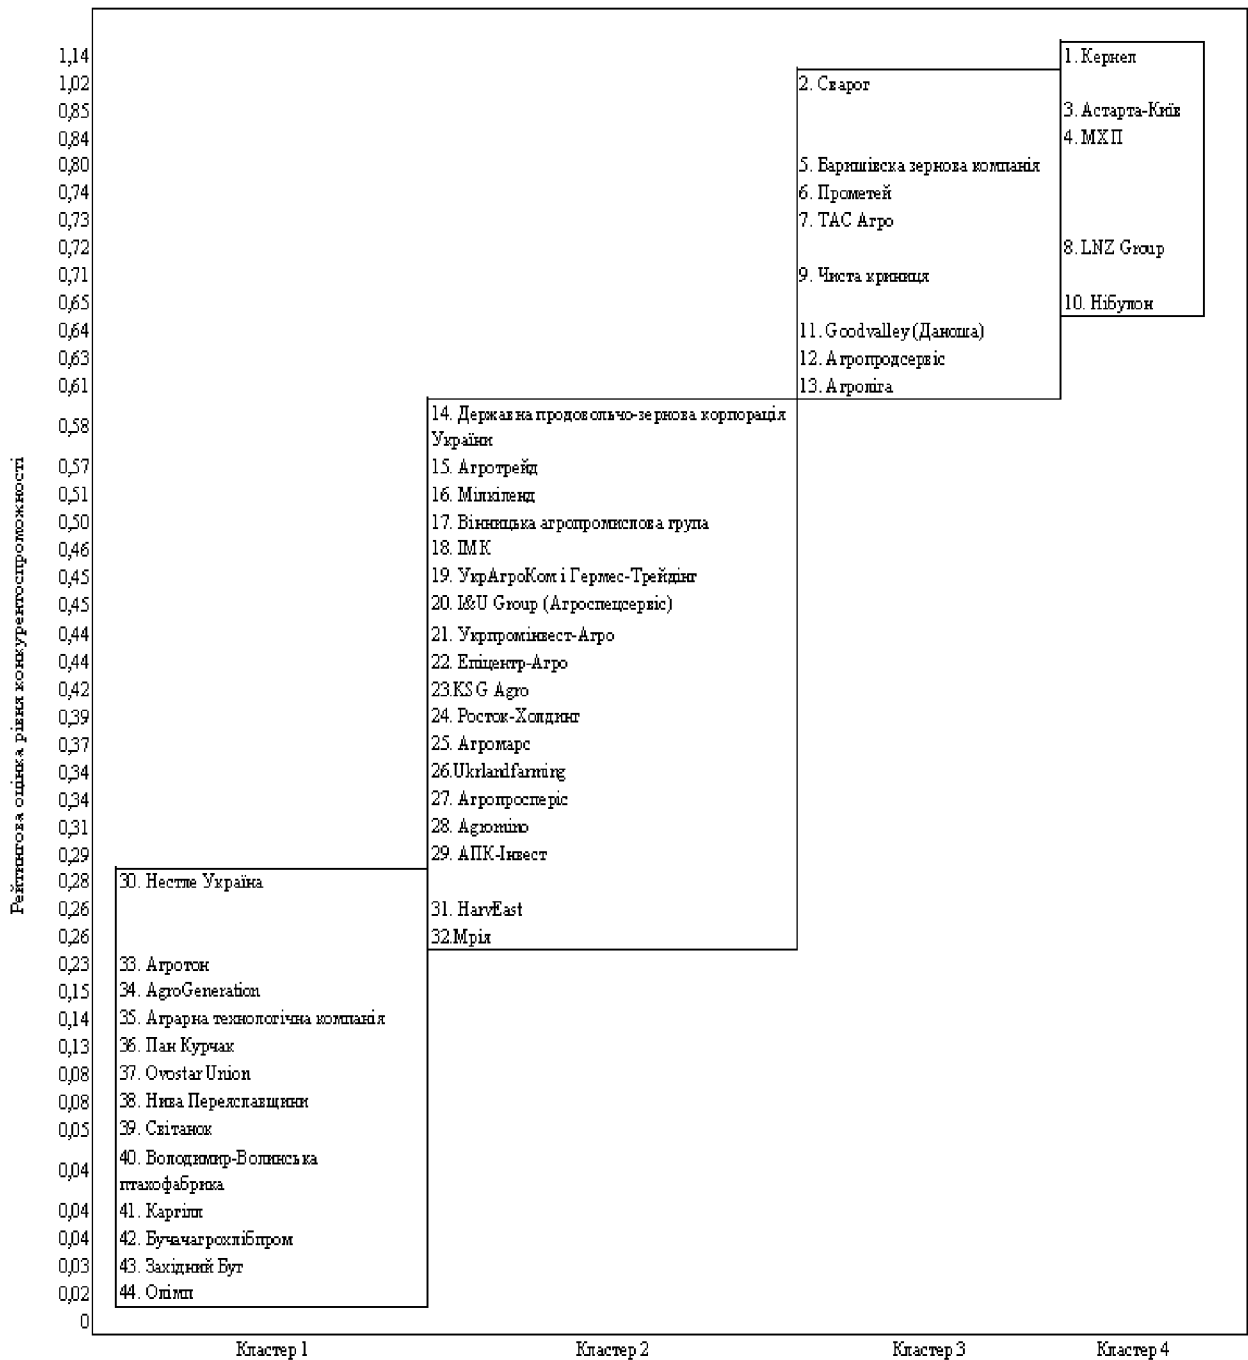 1,14 1. Кернел
1,02 2. Сварог
0,85 3. Астарта-Київ
0,84 4. МХП
0,80 5. Баришівска зернова компанія
0,74 6. Прометей
0,73 7. ТАС Агро
0,72 8. LNZ Group
0,71 9. Чиста криниця
0,65 10. Нібулон
0,64 11. Goodvalley (Даноша)
0,63 12. Агропродсервіс
0,61 13. Агроліга
0,58 14. Державна продовольчо-зернова корпорація
України
0,57 15. Агротрейд
0,51 16. Мілкіленд
0,50 17. Вінницька агропромислова група
0,46 18. ІМК
0,45 19. УкрАгроКом і Гермес-Трейдінг
0,45 20. I&U Group (Агроспецсервіс)
0,44 21. Укрпромінвест-Агро
0,44 22. Епіцентр-Агро
0,42 23.KSG Agro
0,39 24. Росток-Холдинг
0,37 25. Агромарс
0,34 26.Ukrlandfarming
0,34 27. Агропросперіс
0,31 28. Agromino
0,29 29. АПК-Інвест
0,28 30. Нестле Україна
0,26 31. HarvEast
0,26 32.Мрія
0,23 33. Агротон
0,15 34. AgroGeneration
0,14 35. Аграрна технологічна компанія
0,13 36. Пан Курчак
0,08 37. Ovostar Union
0,08 38. Нива Переяславщини
0,05 39. Світанок
0,04 40. Володимир-Волинська
птахофабрика
0,04 41. Каргілл
0,04 42. Бучачагрохлібпром
0,03 43. Західний Буг
0,02 44. Олімп
0
Рейтингова оцінка рівня конкурентоспроможності
Кластер 1 Кластер 2 Кластер 3 Кластер 4